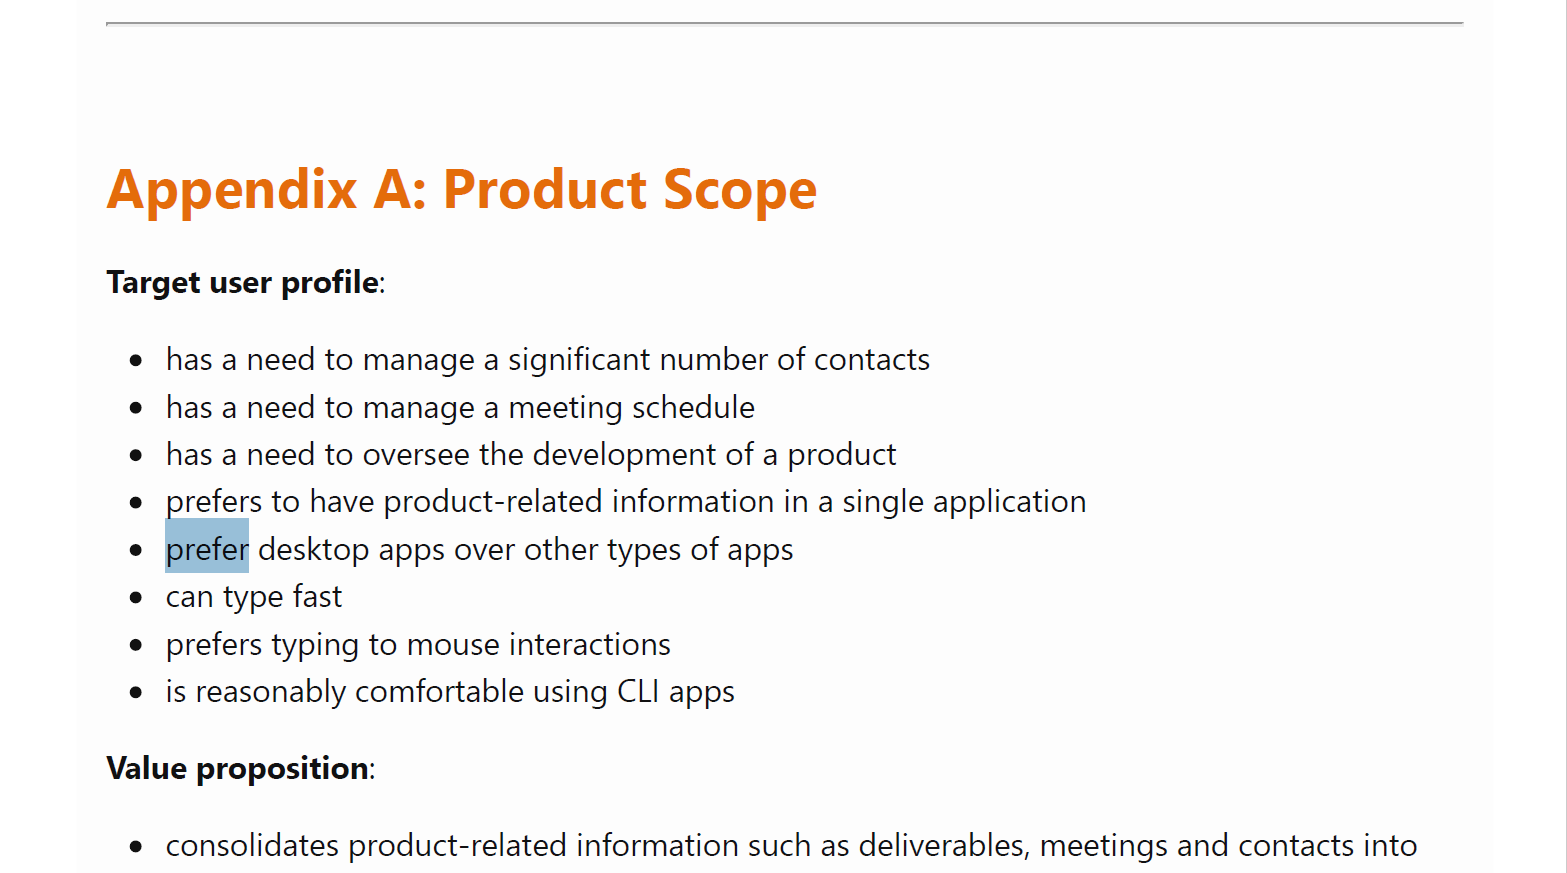 Appendix A: Product Scope
Target user profile:
• has a need to manage a significant number of contacts
• has a need to manage a meeting schedule
• has a need to oversee the development of a product
• prefers to have product-related information in a single application
• prefer desktop apps over other types of apps
• can type fast
• prefers typing to mouse interactions
• is reasonably comfortable using CLI apps
Value proposition:
• consolidates product-related information such as deliverables, meetings and contacts into